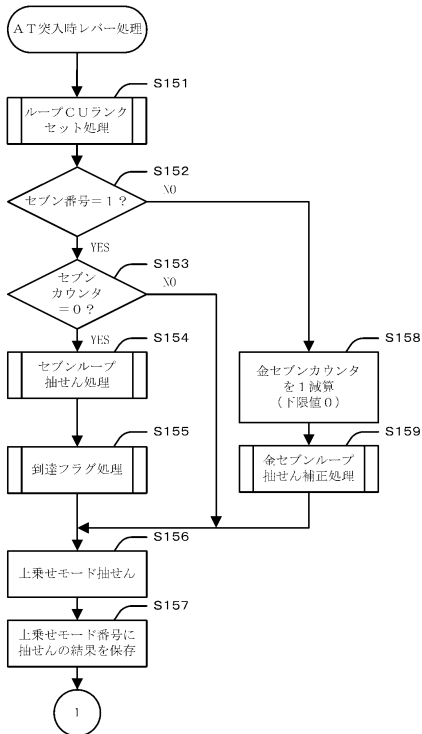 ＡＴ突入時レバー処理
S151
ループＣＵランク
セット処理
S152
セブン番号＝１？
NO
YES
S153
セブン
カウンタ
＝０？
NO
YES
S154
セブンループ
抽せん処理
S158
金セブンカウンタ
を１減算
（下限値０）
S155
到達フラグ処理
S159
金セブンループ
抽せん補正処理
S156
上乗せモード抽せん
S157
上乗せモード番号に
抽せんの結果を保存
1